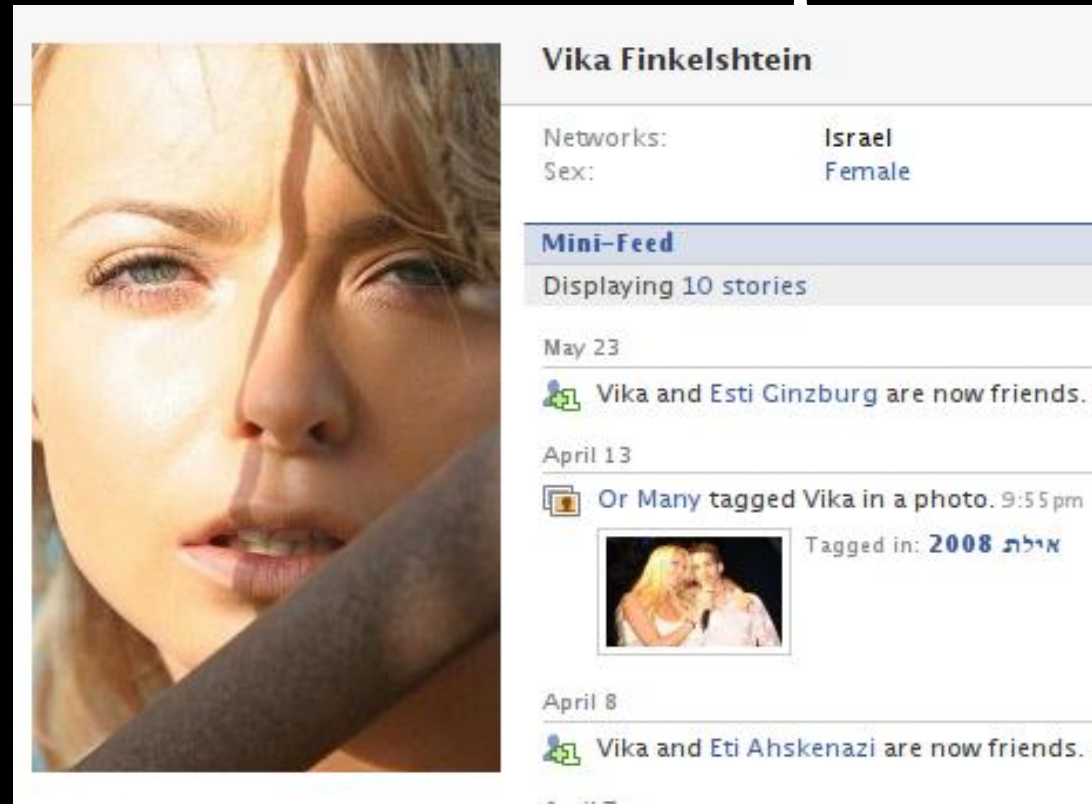 Vika Finkelshtein
Networks: Israel
Sex: Female
Mini-Feed
Displaying 10 stories
May 23
Vika and Esti Ginzburg are now friends.
April 13
Or Many tagged Vika in a photo. 9:55pm
Tagged in: אילת 2008
April 8
Vika and Eti Ahskenazi are now friends.